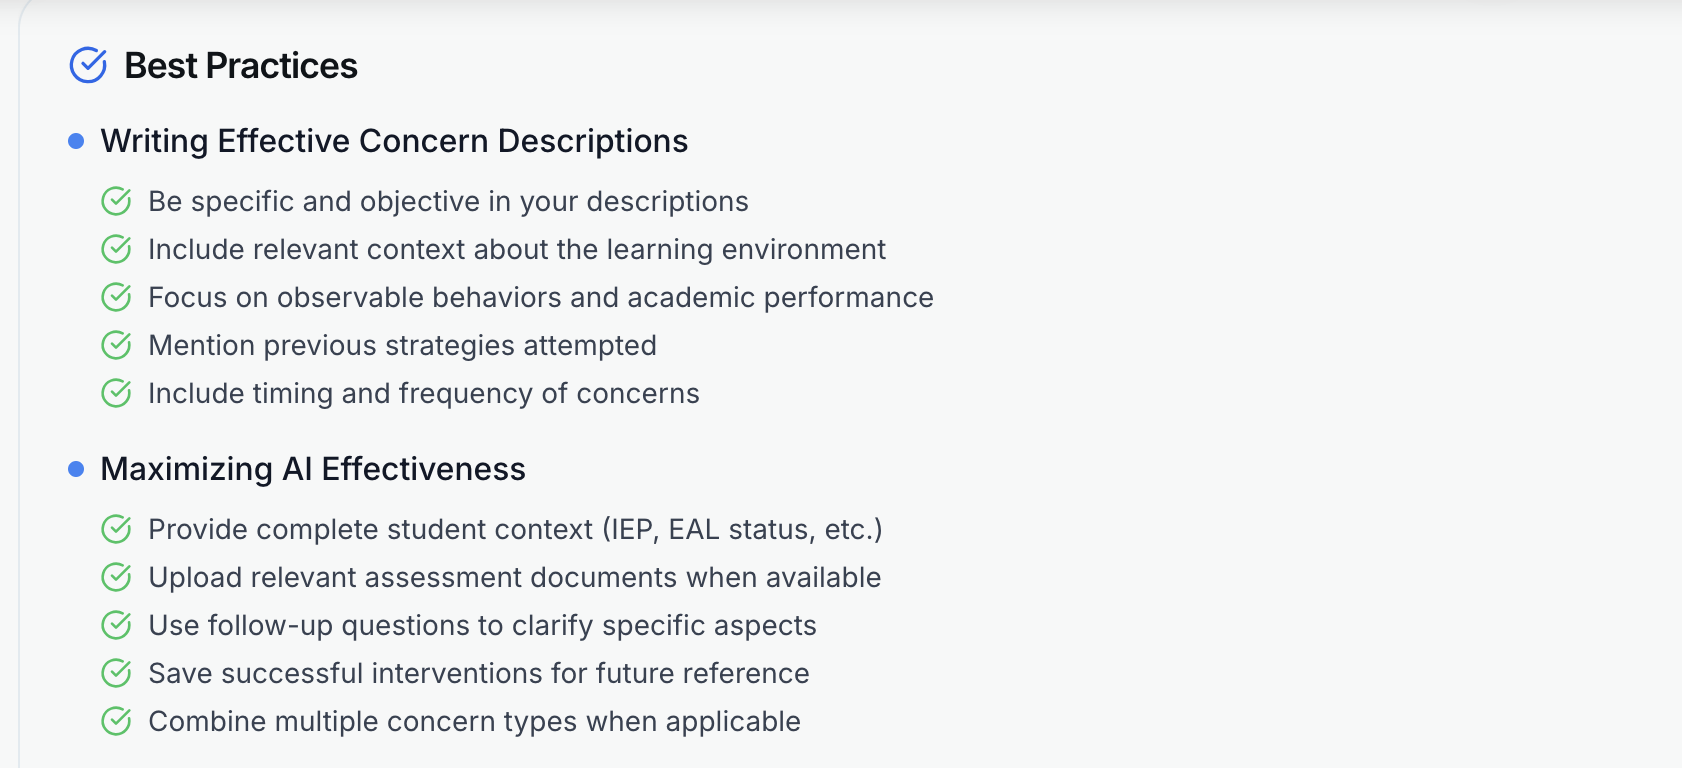 Best Practices
Writing Effective Concern Descriptions
Be specific and objective in your descriptions
Include relevant context about the learning environment
Focus on observable behaviors and academic performance
Mention previous strategies attempted
Include timing and frequency of concerns
Maximizing AI Effectiveness
Provide complete student context (IEP, EAL status, etc.)
Upload relevant assessment documents when available
Use follow-up questions to clarify specific aspects
Save successful interventions for future reference
Combine multiple concern types when applicable